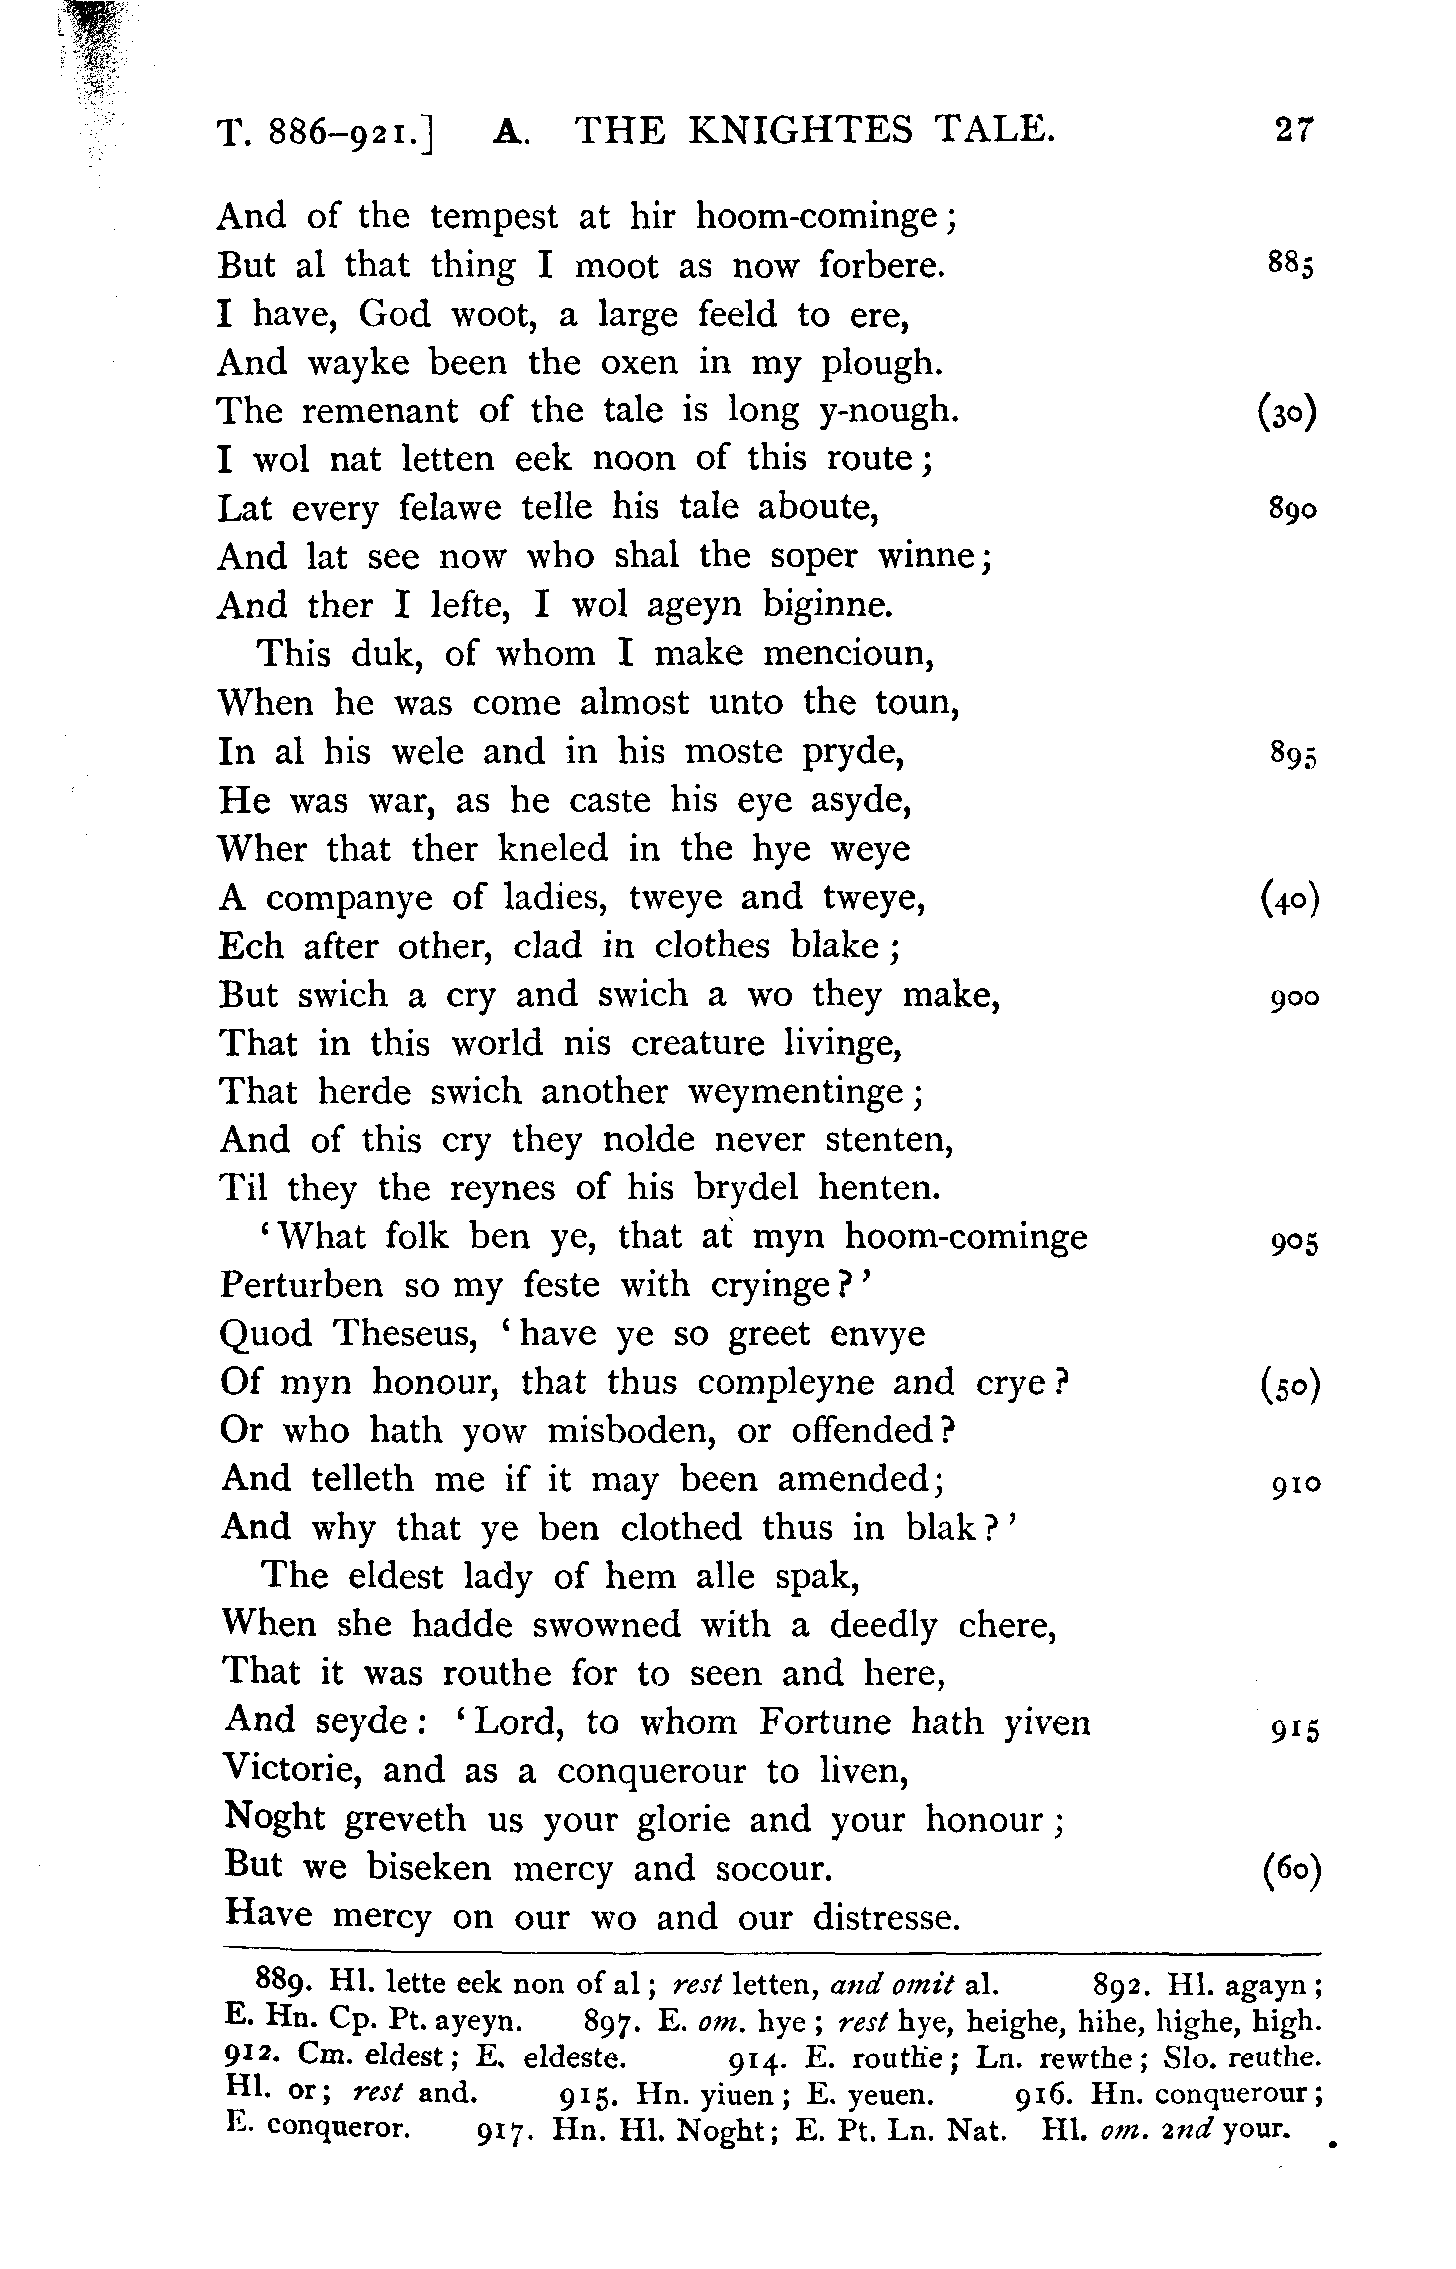 T. 886–921.] A. THE KNIGHTES TALE. 27
And of the tempest at hir hoom-cominge;
But al that thing I moot as now forbere. 885
I have, God woot, a large feeld to ere,
And wayke been the oxen in my plough.
The remenant of the tale is long y-nough. (30)
I wol nat letten eek noon of this route;
Lat every felawe telle his tale aboute, 890
And lat see now who shal the soper winne;
And ther I lefte, I wol ageyn biginne.
This duk, of whom I make mencioun,
When he was come almost unto the toun,
In al his wele and in his moste pryde, 895
He was war, as he caste his eye asyde,
Wher that ther kneled in the hye weye
A companye of ladies, tweye and tweye, (40)
Ech after other, clad in clothes blake;
But swich a cry and swich a wo they make, 900
That in this world nis creature livinge,
That herde swich another weymentinge;
And of this cry they nolde never stenten,
Til they the reynes of his brydel henten.
‘What folk ben ye, that at myn hoom-cominge 905
Perturben so my feste with cryinge?’
Quod Theseus, ‘have ye so greet envye
Of myn honour, that thus compleyne and crye? (50)
Or who hath yow misboden, or offended?
And telleth me if it may been amended; 910
And why that ye ben clothed thus in blak?’
The eldest lady of hem alle spak,
When she hadde swowned with a deedly chere,
That it was routhe for to seen and here,
And seyde: ‘Lord, to whom Fortune hath yiven 915
Victorie, and as a conquerour to liven,
Noght greveth us your glorie and your honour;
But we biseken mercy and socour. (60)
Have mercy on our wo and our distresse.
889. Hl. lette eek non of al; rest letten, and omit al. 892. Hl. agayn;
E. Hn. Cp. Pt. ayeyn. 897. E. om. hye; rest hye, heighe, hihe, highe, high.
912. Cm. eldest; E. eldeste. 914. E. routhe; Ln. rewthe; Slo. reuthe.
Hl. or; rest and. 915. Hn. yiuen; E. yeuen. 916. Hn. conquerour;
E. conqueror. 917. Hn. Hl. Noght; E. Pt. Ln. Nat. Hl. om. 2nd your.